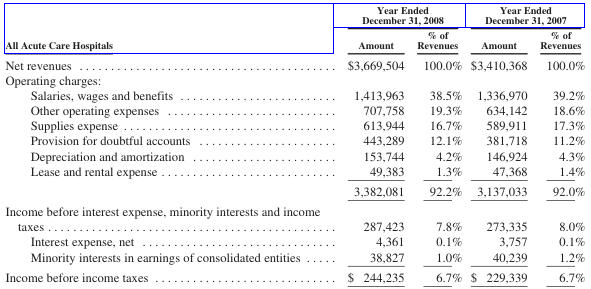 Year Ended December 31, 2008 Year Ended December 31, 2007
All Acute Care Hospitals Amount % of Revenues Amount % of Revenues
Net revenues ........................................ $3,669,504 100.0% $3,410,368 100.0%
Operating charges:
Salaries, wages and benefits ......................... 1,413,963 38.5% 1,336,970 39.2%
Other operating expenses ........................... 707,758 19.3% 634,142 18.6%
Supplies expense .................................. 613,944 16.7% 589,911 17.3%
Provision for doubtful accounts ....................... 443,289 12.1% 381,718 11.2%
Depreciation and amortization ....................... 153,744 4.2% 146,924 4.3%
Lease and rental expense ............................ 49,383 1.3% 47,368 1.4%
3,382,081 92.2% 3,137,033 92.0%
Income before interest expense, minority interests and income
taxes ............................................. 287,423 7.8% 273,335 8.0%
Interest expense, net ............................... 4,361 0.1% 3,757 0.1%
Minority interests in earnings of consolidated entities ..... 38,827 1.0% 40,239 1.2%
Income before income taxes .............................. $ 244,235 6.7% $ 229,339 6.7%